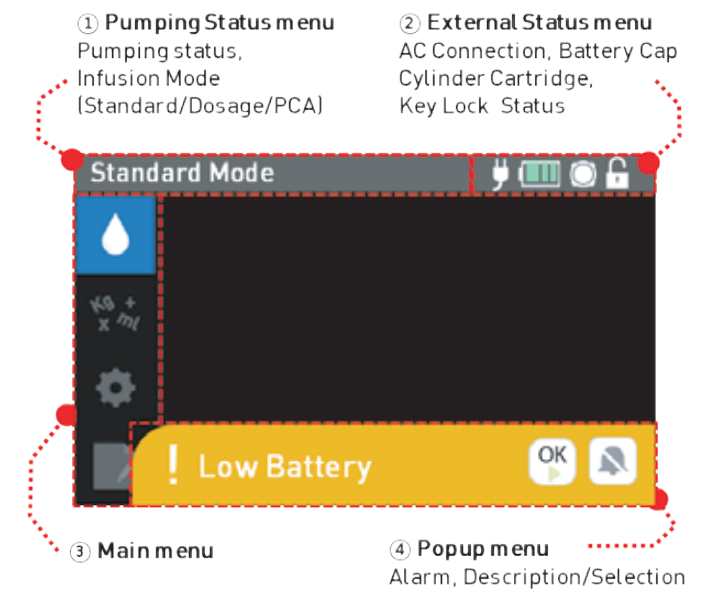 ① Pumping Status menu
Pumping status,
Infusion Mode
(Standard/Dosage/PCA)
② External Status menu
AC Connection, Battery Cap
Cylinder Cartridge,
Key Lock Status
Standard Mode
Kg +
x ml
! Low Battery
OK
③ Main menu
④ Popup menu
Alarm, Description/Selection